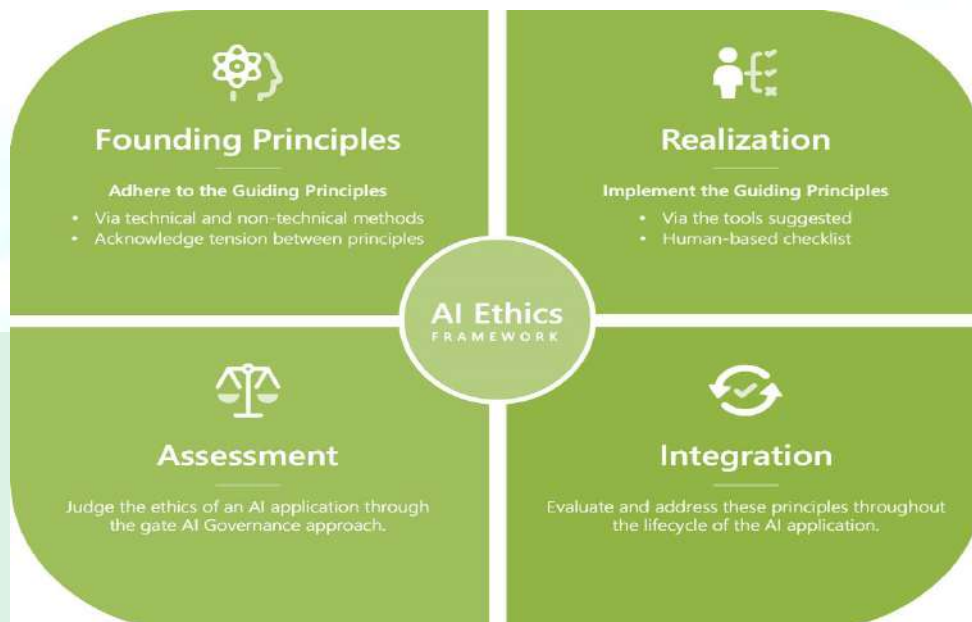 Founding Principles
Adhere to the Guiding Principles
• Via technical and non-technical methods
• Acknowledge tension between principles
Realization
Implement the Guiding Principles
• Via the tools suggested
• Human-based checklist
AI Ethics
FRAMEWORK
Assessment
Judge the ethics of an AI application through
the gate AI Governance approach.
Integration
Evaluate and address these principles throughout
the lifecycle of the AI application.